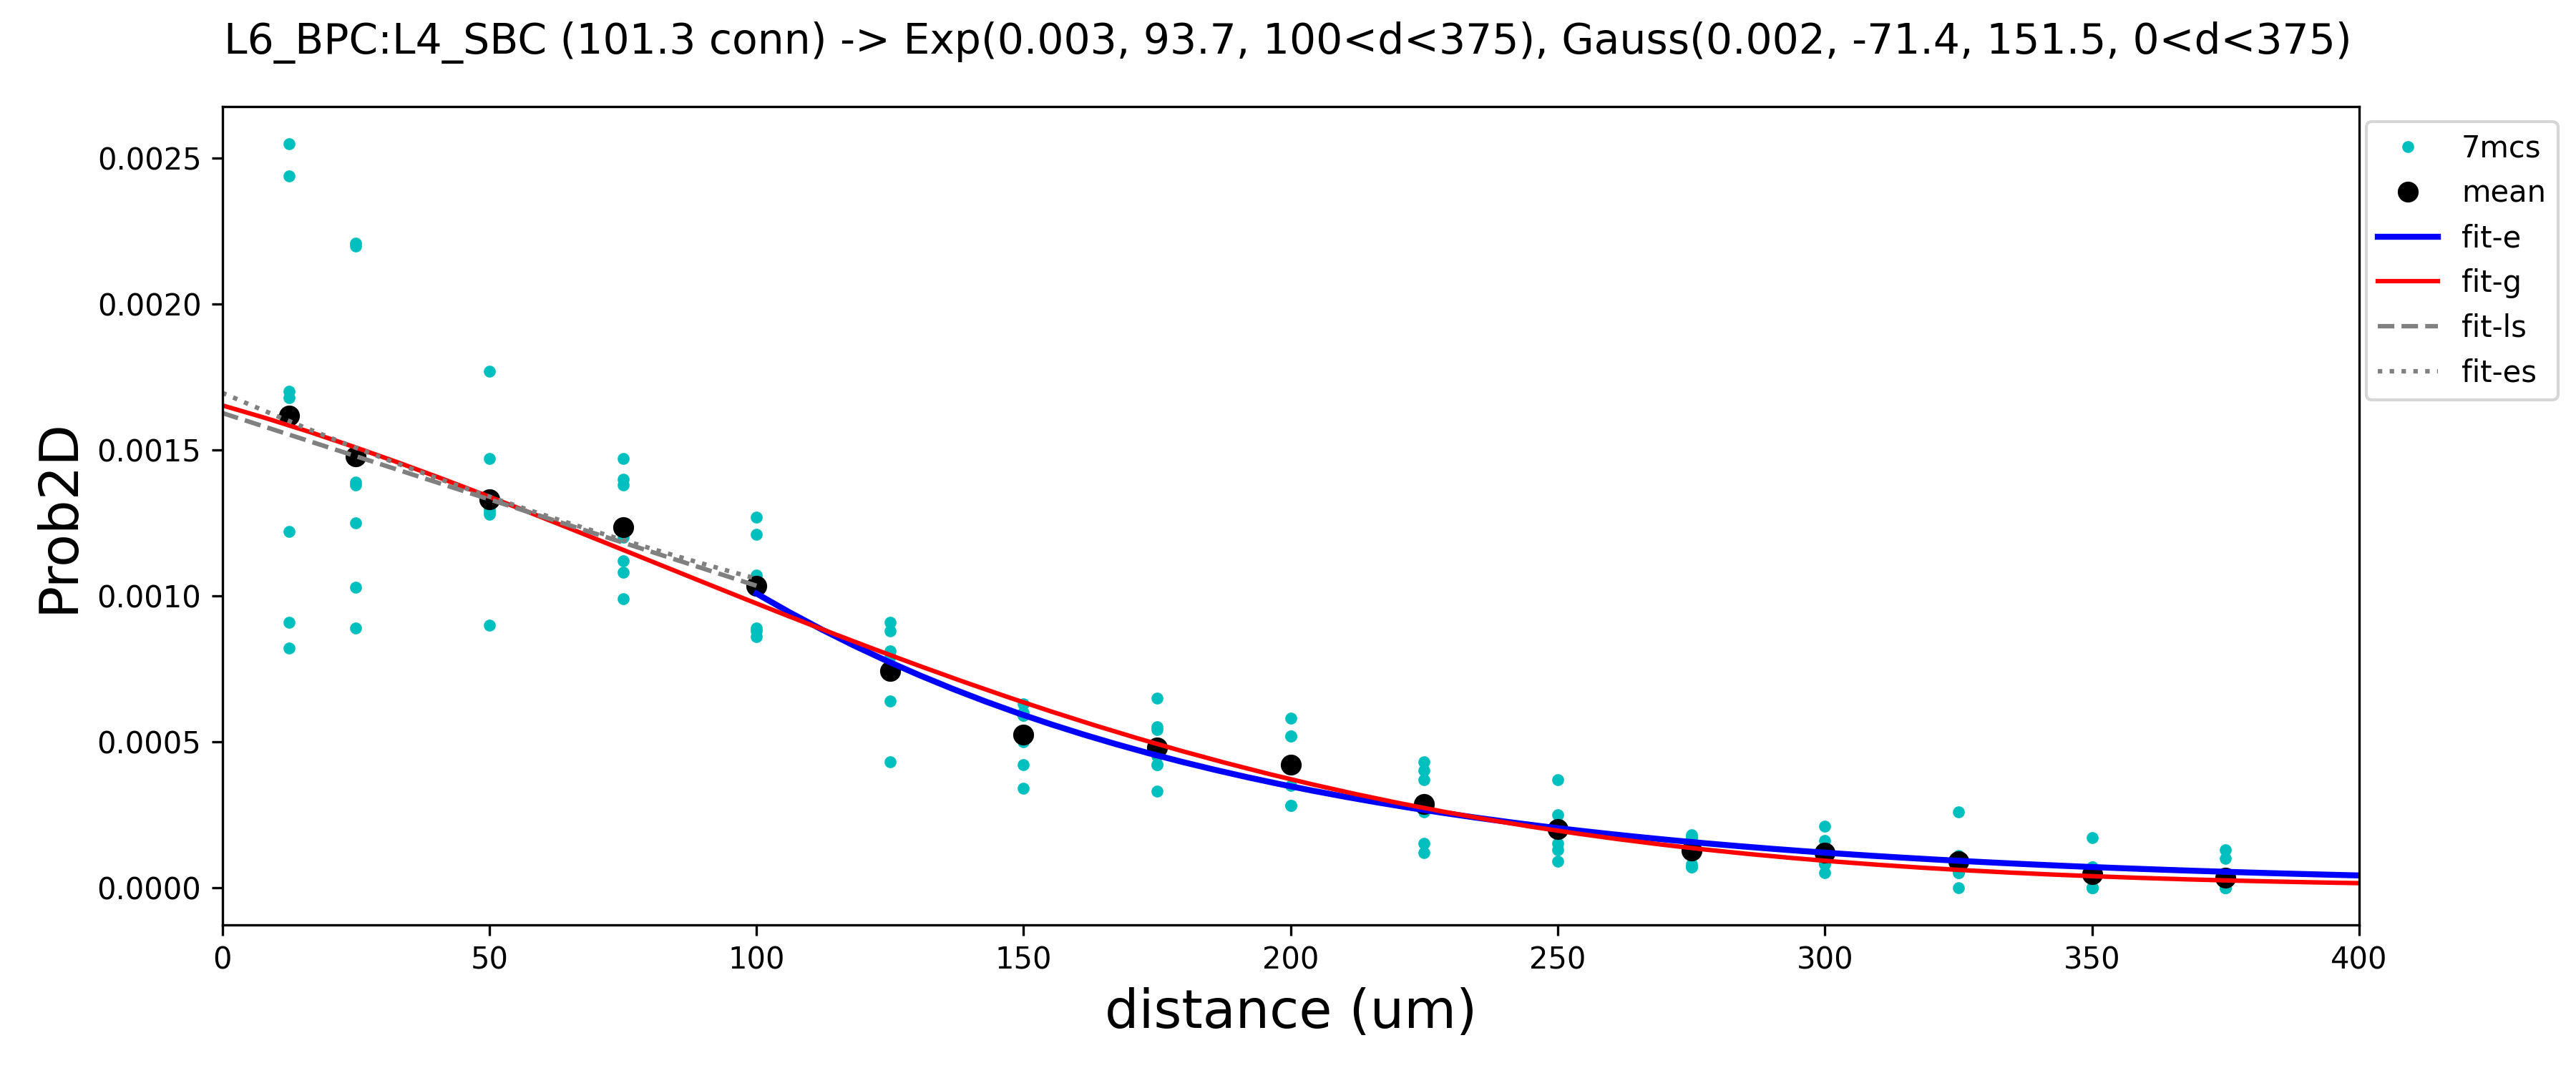 L6_BPC:L4_SBC (101.3 conn) -> Exp(0.003, 93.7, 100<d<375), Gauss(0.002, -71.4, 151.5, 0<d<375)
7mcs
mean
fit-e
fit-g
fit-ls
fit-es
Prob2D
0.0025
0.0020
0.0015
0.0010
0.0005
0.0000
0 50 100 150 200 250 300 350 400
distance (um)